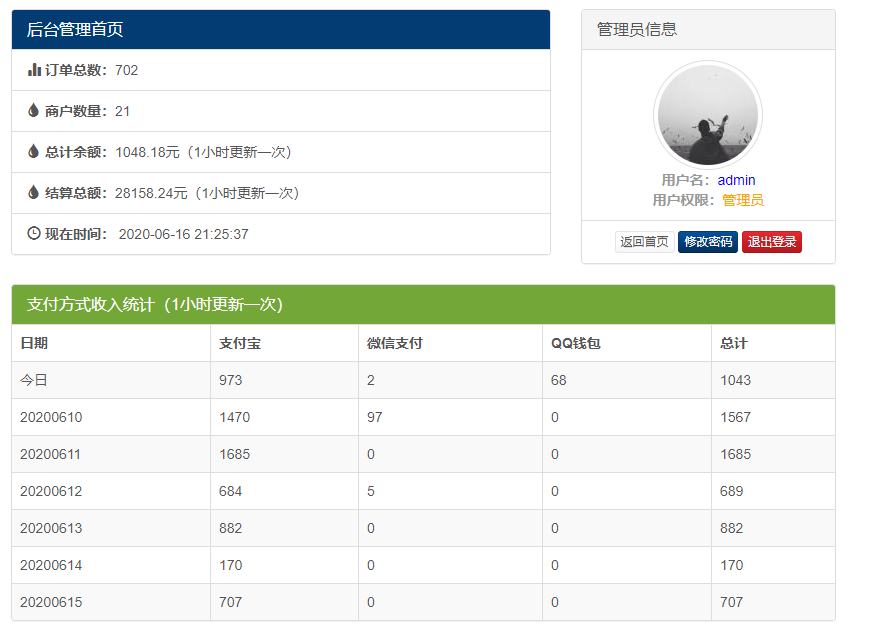 后台管理首页
订单总数：702
商户数量：21
总计余额：1048.18元（1小时更新一次）
结算总额：28158.24元（1小时更新一次）
现在时间： 2020-06-16 21:25:37
管理员信息
用户名：admin
用户权限：管理员
返回首页 修改密码 退出登录
支付方式收入统计（1小时更新一次）
日期 支付宝 微信支付 QQ钱包 总计
今日 973 2 68 1043
20200610 1470 97 0 1567
20200611 1685 0 0 1685
20200612 684 5 0 689
20200613 882 0 0 882
20200614 170 0 0 170
20200615 707 0 0 707